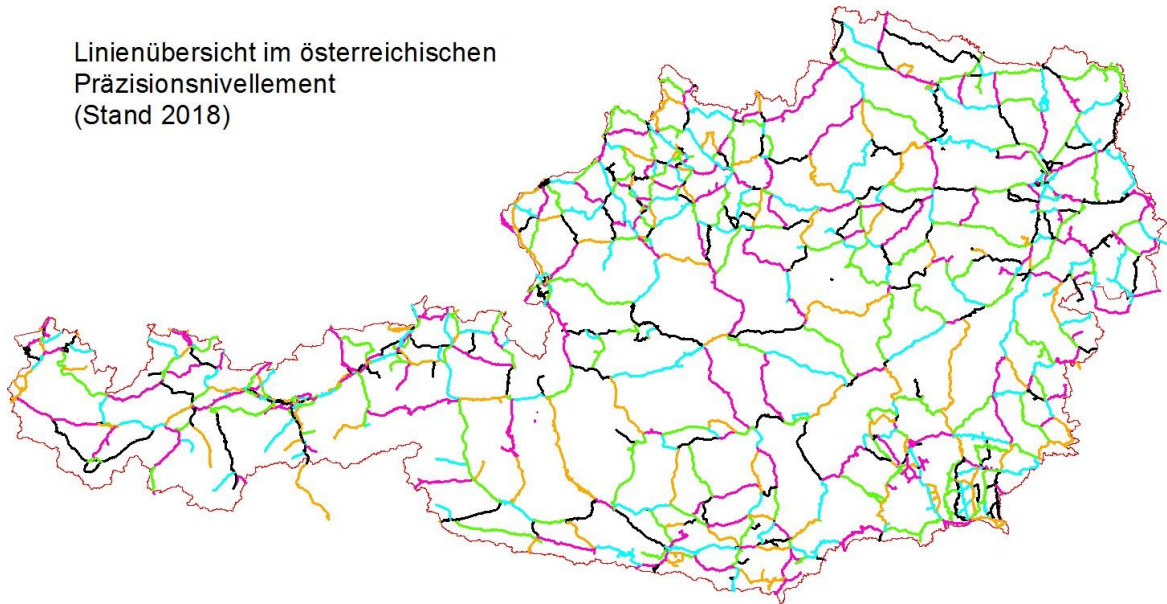 Linienübersicht im österreichischen
Präzisionsnivellement
(Stand 2018)